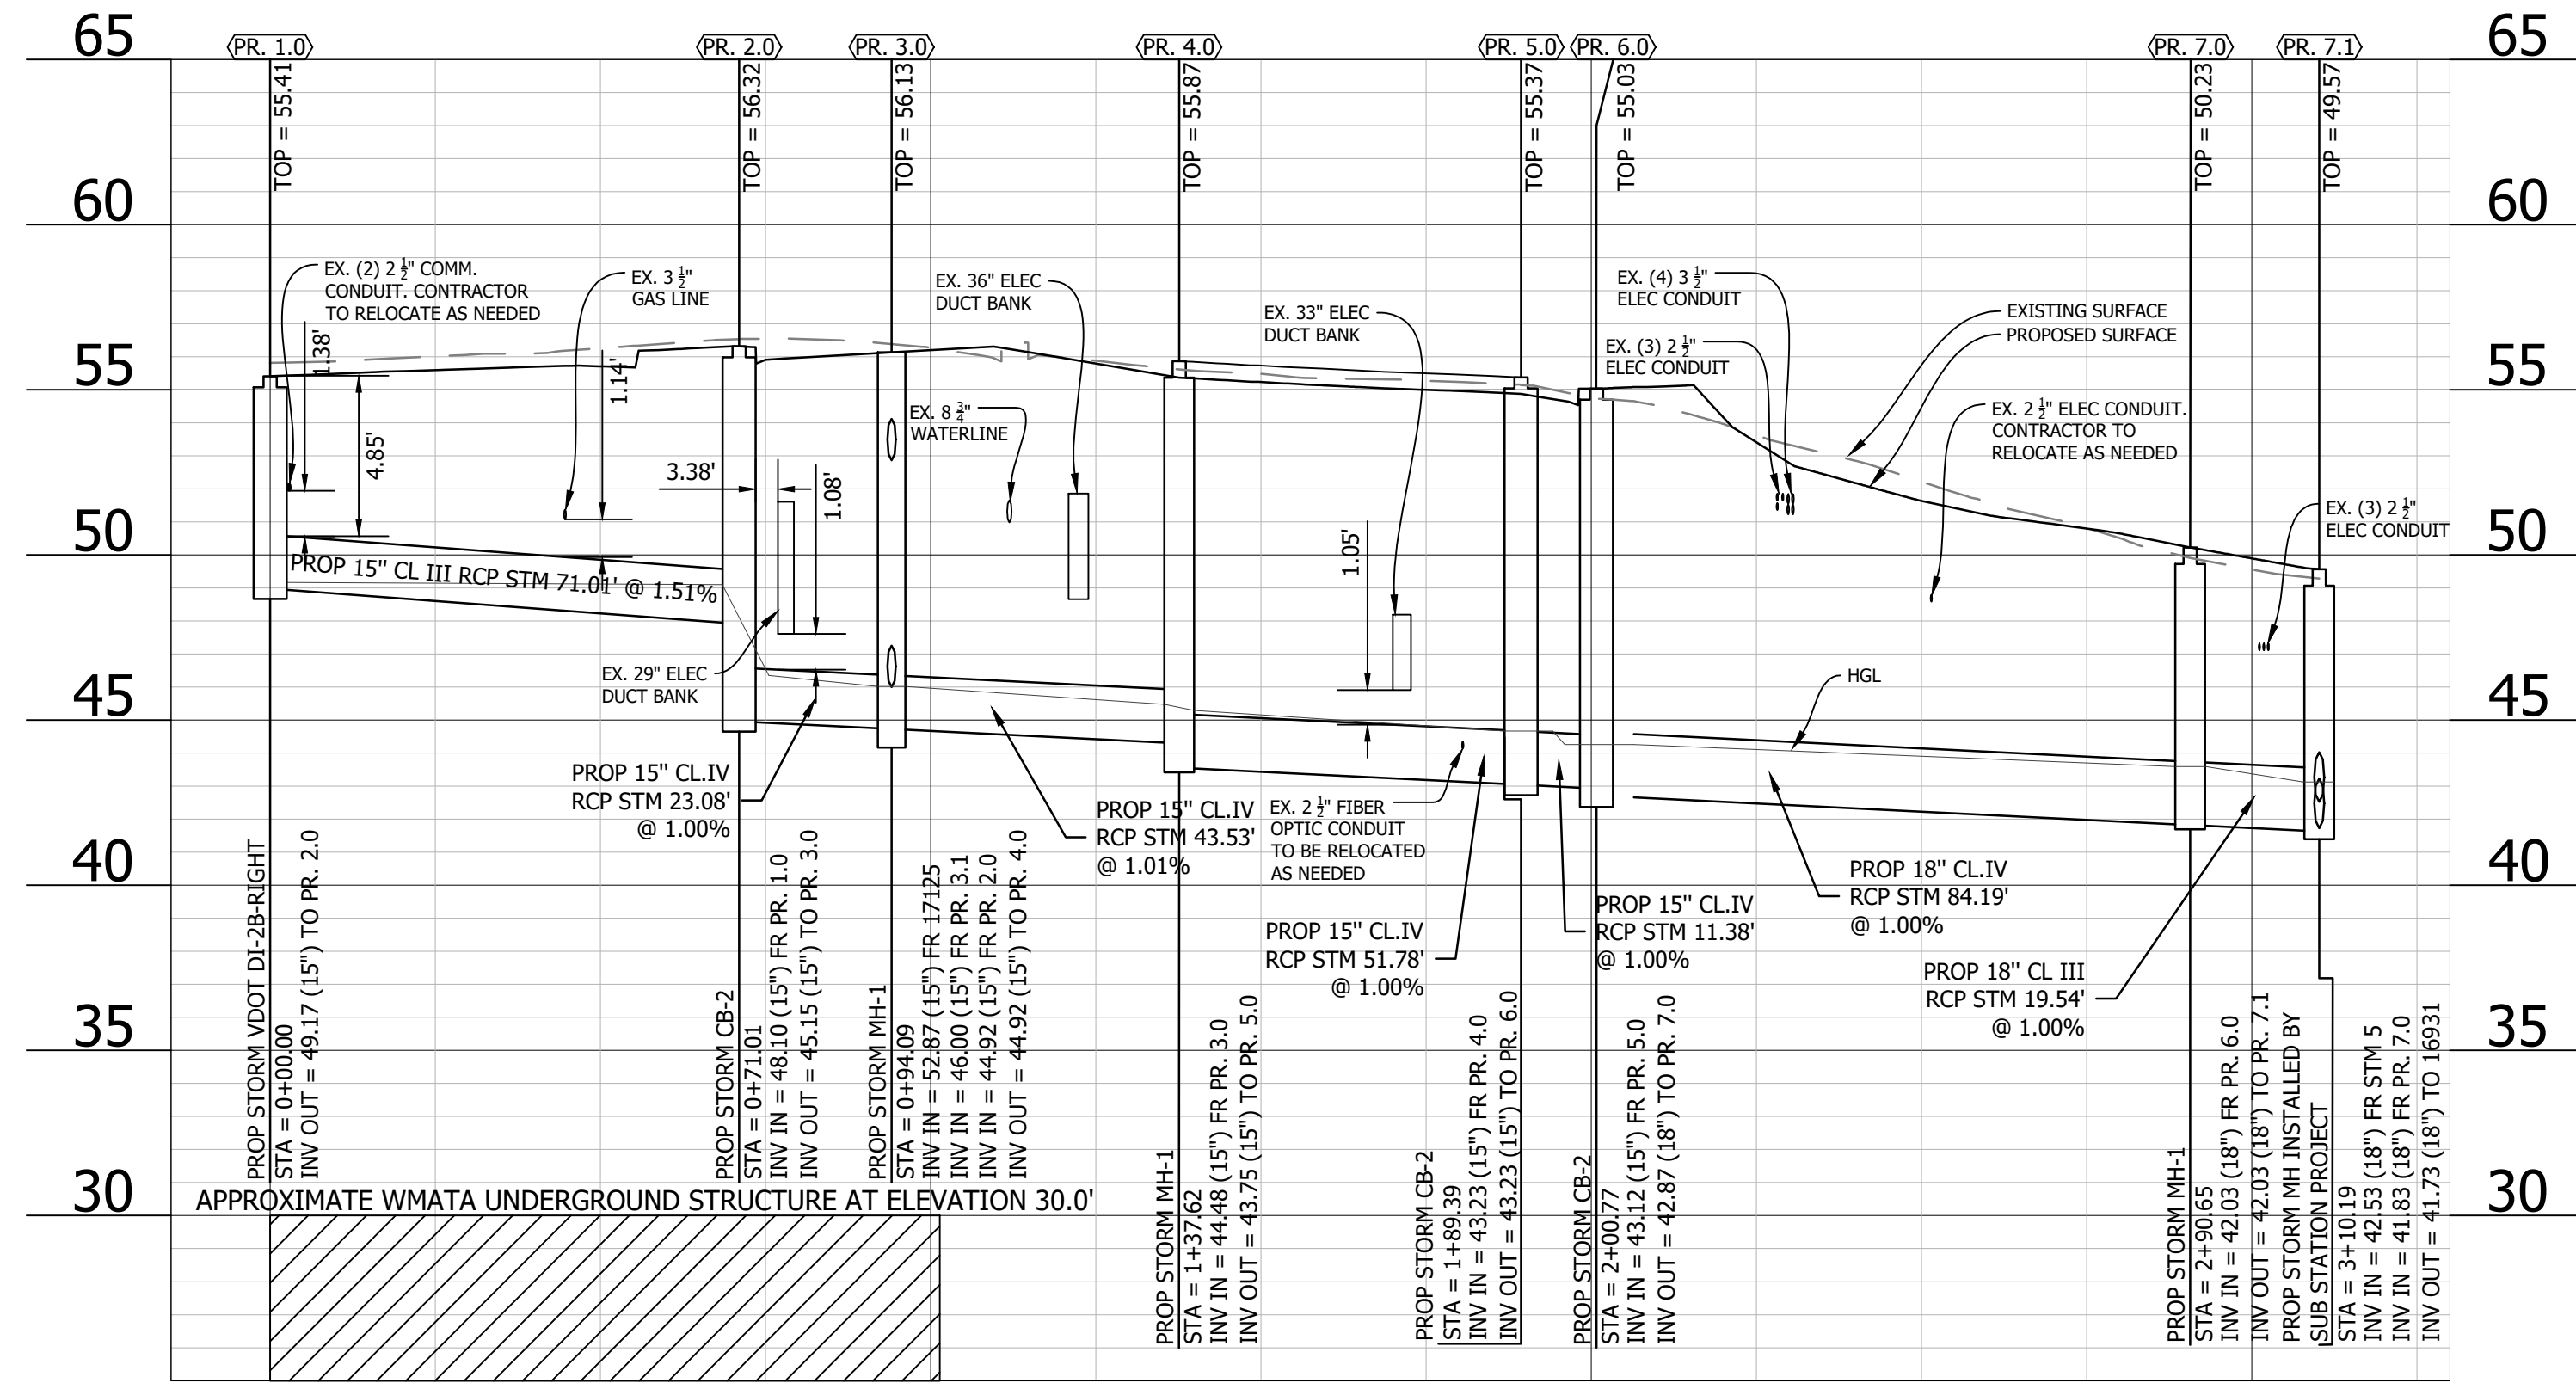 65
PR. 1.0
PR. 2.0
PR. 3.0
PR. 4.0
PR. 5.0
PR. 6.0
PR. 7.0
PR. 7.1
65
TOP = 55.41
TOP = 56.32
TOP = 56.13
TOP = 55.87
TOP = 55.37
TOP = 55.03
TOP = 50.23
TOP = 49.57
60
60
EX. (2) 2 1/2" COMM.
CONDUIT. CONTRACTOR
TO RELOCATE AS NEEDED
EX. 3 1/2"
GAS LINE
EX. 36" ELEC
DUCT BANK
EX. 33" ELEC
DUCT BANK
EX. (4) 3 1/2"
ELEC CONDUIT
EX. (3) 2 1/2"
ELEC CONDUIT
EXISTING SURFACE
PROPOSED SURFACE
55
55
1.38'
4.85'
1.14'
EX. 8 3/4"
WATERLINE
EX. 2 1/2" ELEC CONDUIT.
CONTRACTOR TO
RELOCATE AS NEEDED
3.38'
1.08'
1.05'
EX. (3) 2 1/2"
ELEC CONDUIT
50
50
PROP 15" CL III RCP STM 71.01' @ 1.51%
EX. 29" ELEC
DUCT BANK
HGL
45
45
PROP 15" CL.IV
RCP STM 23.08'
@ 1.00%
PROP 15" CL.IV
RCP STM 43.53'
@ 1.01%
EX. 2 1/2" FIBER
OPTIC CONDUIT
TO BE RELOCATED
AS NEEDED
40
40
PROP 15" CL.IV
RCP STM 51.78'
@ 1.00%
PROP 15" CL.IV
RCP STM 11.38'
@ 1.00%
PROP 18" CL.IV
RCP STM 84.19'
@ 1.00%
PROP 18" CL III
RCP STM 19.54'
@ 1.00%
35
35
PROP STORM VDOT DI-2B-RIGHT
STA = 0+00.00
INV OUT = 49.17 (15") TO PR. 2.0
PROP STORM CB-2
STA = 0+71.01
INV IN = 48.10 (15") FR PR. 1.0
INV OUT = 45.15 (15") TO PR. 3.0
PROP STORM MH-1
STA = 0+94.09
INV IN = 52.87 (15") FR 17125
INV IN = 46.00 (15") FR PR. 3.1
INV IN = 44.92 (15") FR PR. 2.0
INV OUT = 44.92 (15") TO PR. 4.0
PROP STORM MH-1
STA = 1+37.62
INV IN = 44.48 (15") FR PR. 3.0
INV OUT = 43.75 (15") TO PR. 5.0
PROP STORM CB-2
STA = 1+89.39
INV IN = 43.23 (15") FR PR. 4.0
INV OUT = 43.23 (15") TO PR. 6.0
PROP STORM CB-2
STA = 2+00.77
INV IN = 43.12 (15") FR PR. 5.0
INV OUT = 42.87 (18") TO PR. 7.0
PROP STORM MH-1
STA = 2+90.65
INV IN = 42.03 (18") FR PR. 6.0
INV OUT = 42.03 (18") TO PR. 7.1
PROP STORM MH INSTALLED BY
SUB STATION PROJECT
STA = 3+10.19
INV IN = 42.53 (18") FR STM 5
INV IN = 41.83 (18") FR PR. 7.0
INV OUT = 41.73 (18") TO 16931
30
30
APPROXIMATE WMATA UNDERGROUND STRUCTURE AT ELEVATION 30.0'